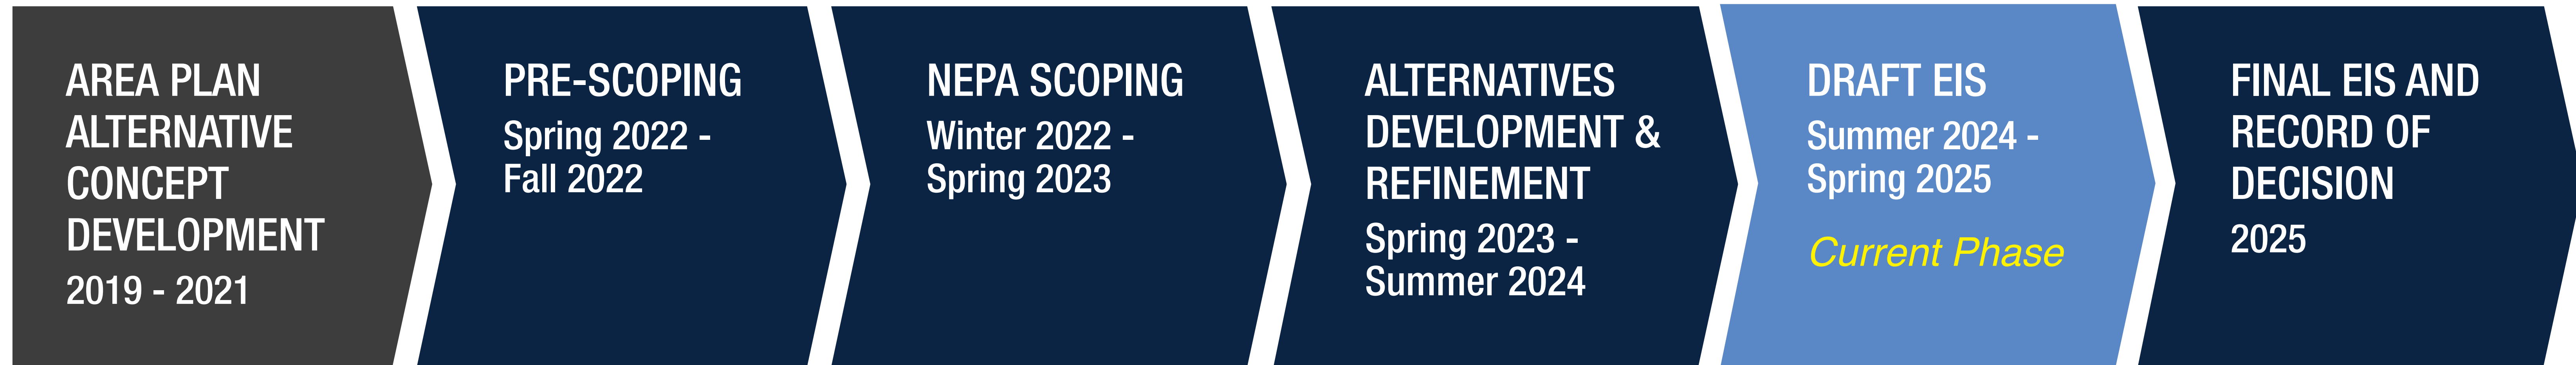 AREA PLAN
ALTERNATIVE
CONCEPT
DEVELOPMENT
2019 - 2021
PRE-SCOPING
Spring 2022 -
Fall 2022
NEPA SCOPING
Winter 2022 -
Spring 2023
ALTERNATIVES
DEVELOPMENT &
REFINEMENT
Spring 2023 -
Summer 2024
DRAFT EIS
Summer 2024 -
Spring 2025
Current Phase
FINAL EIS AND
RECORD OF
DECISION
2025